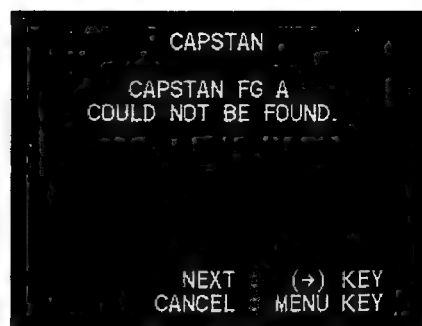 CAPSTAN
CAPSTAN FG A
COULD NOT BE FOUND.
NEXT : (→) KEY
CANCEL : MENU KEY